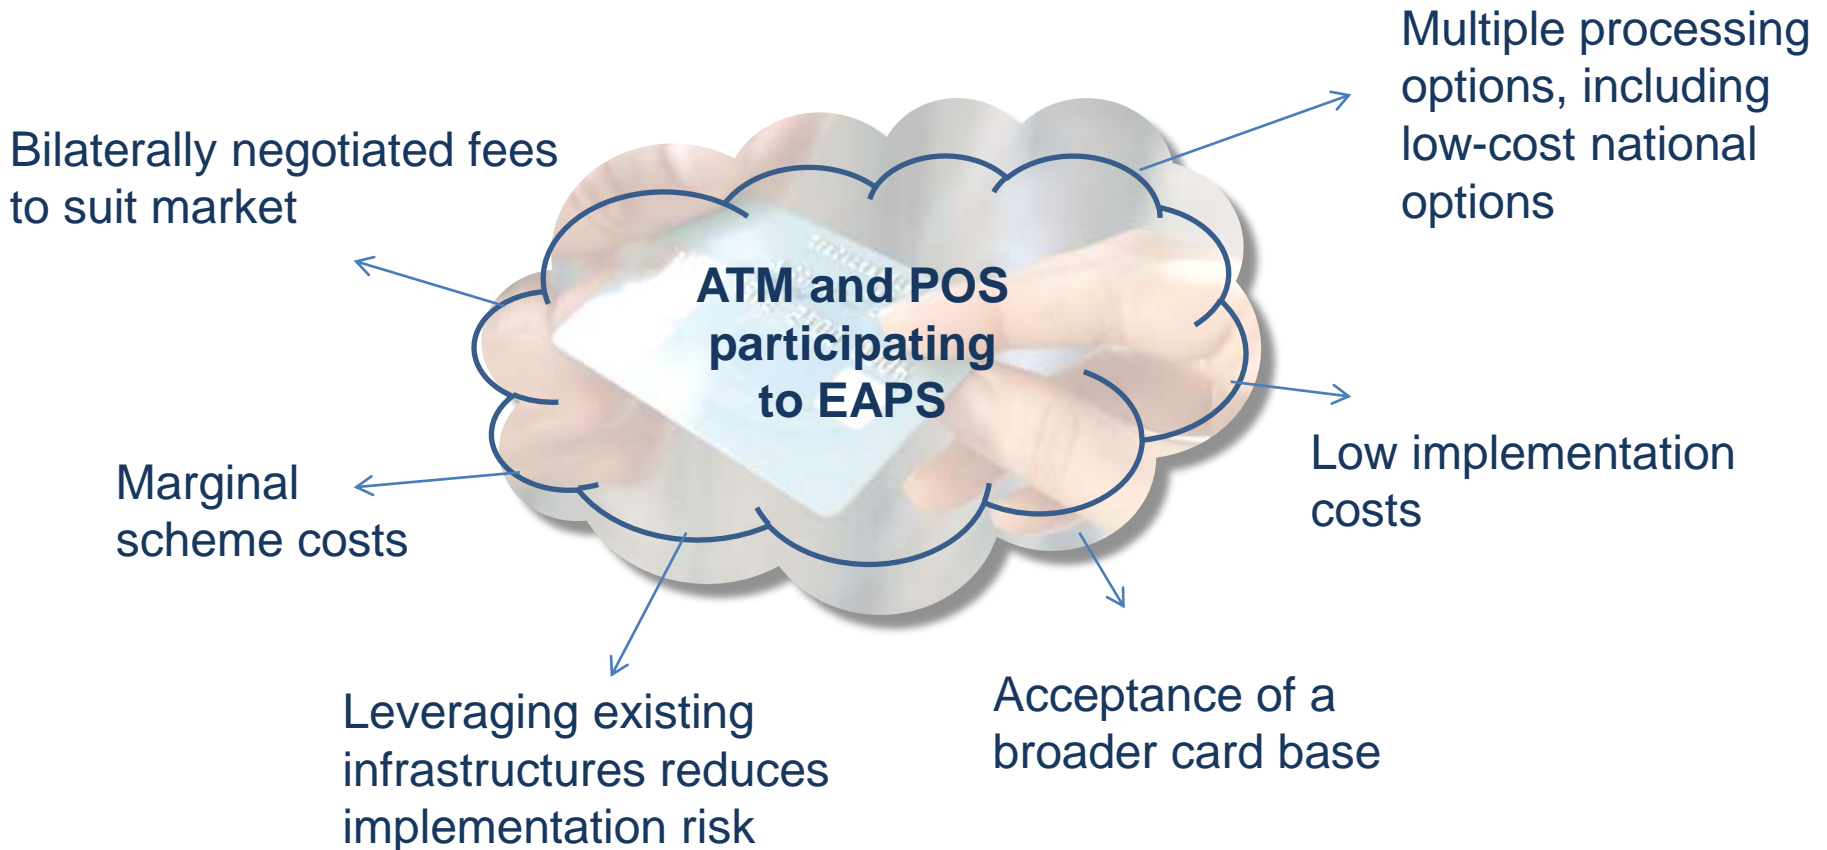 Multiple processing
options, including
low-cost national
options
Bilaterally negotiated fees
to suit market
ATM and POS
participating
to EAPS
Low implementation
costs
Marginal
scheme costs
Acceptance of a
broader card base
Leveraging existing
infrastructures reduces
implementation risk